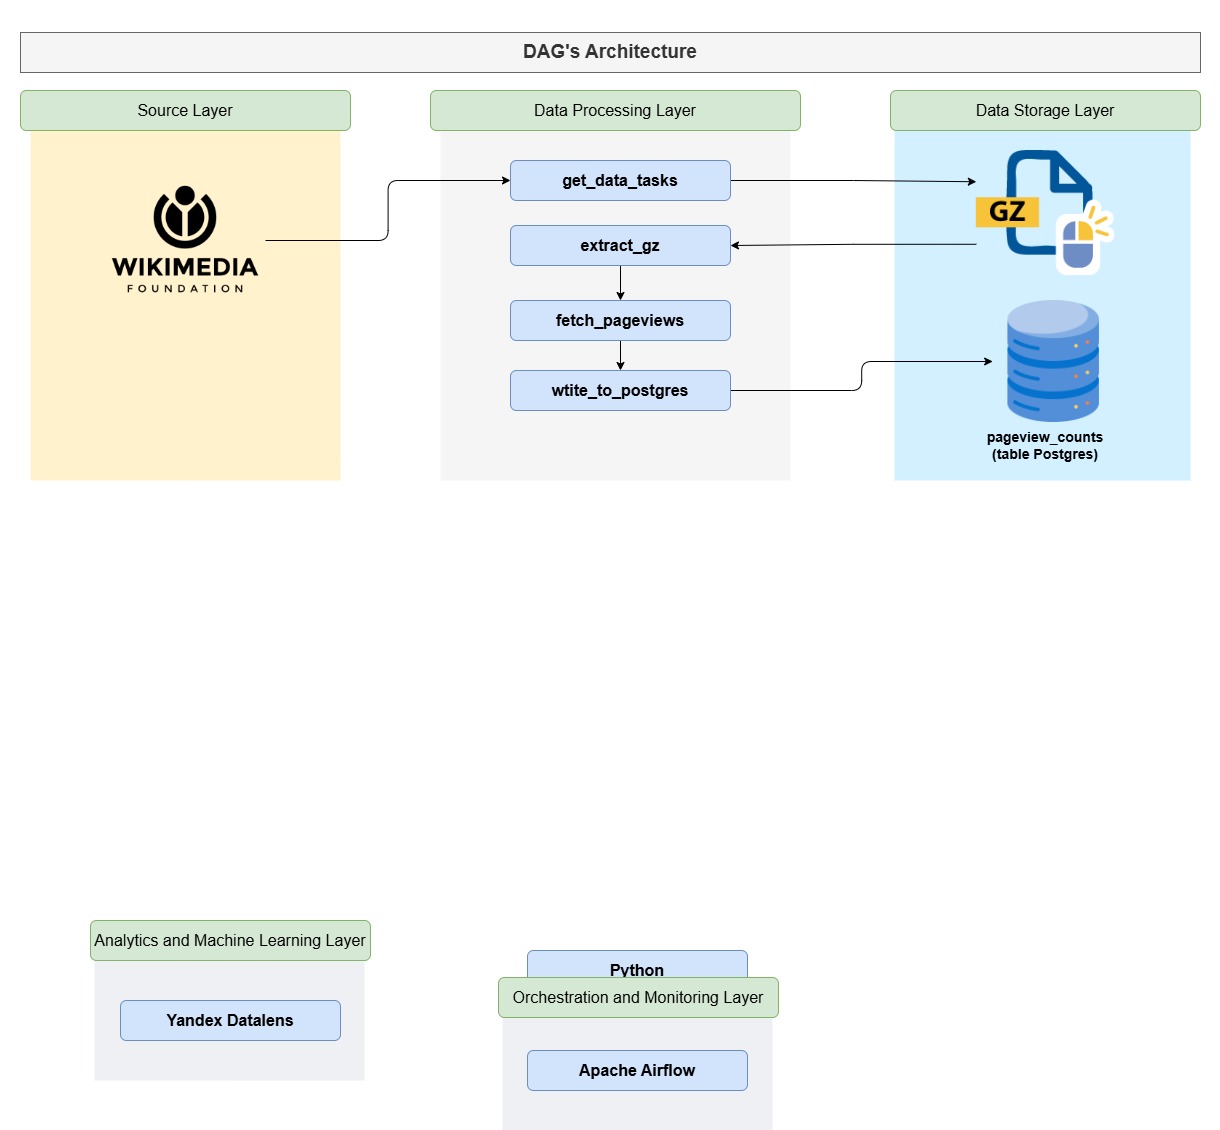 DAG's Architecture
Source Layer
Data Processing Layer
Data Storage Layer
WIKIMEDIA
FOUNDATION
get_data_tasks
extract_gz
fetch_pageviews
wtite_to_postgres
GZ
pageview_counts
(table Postgres)
Analytics and Machine Learning Layer
Yandex Datalens
Python
Orchestration and Monitoring Layer
Apache Airflow